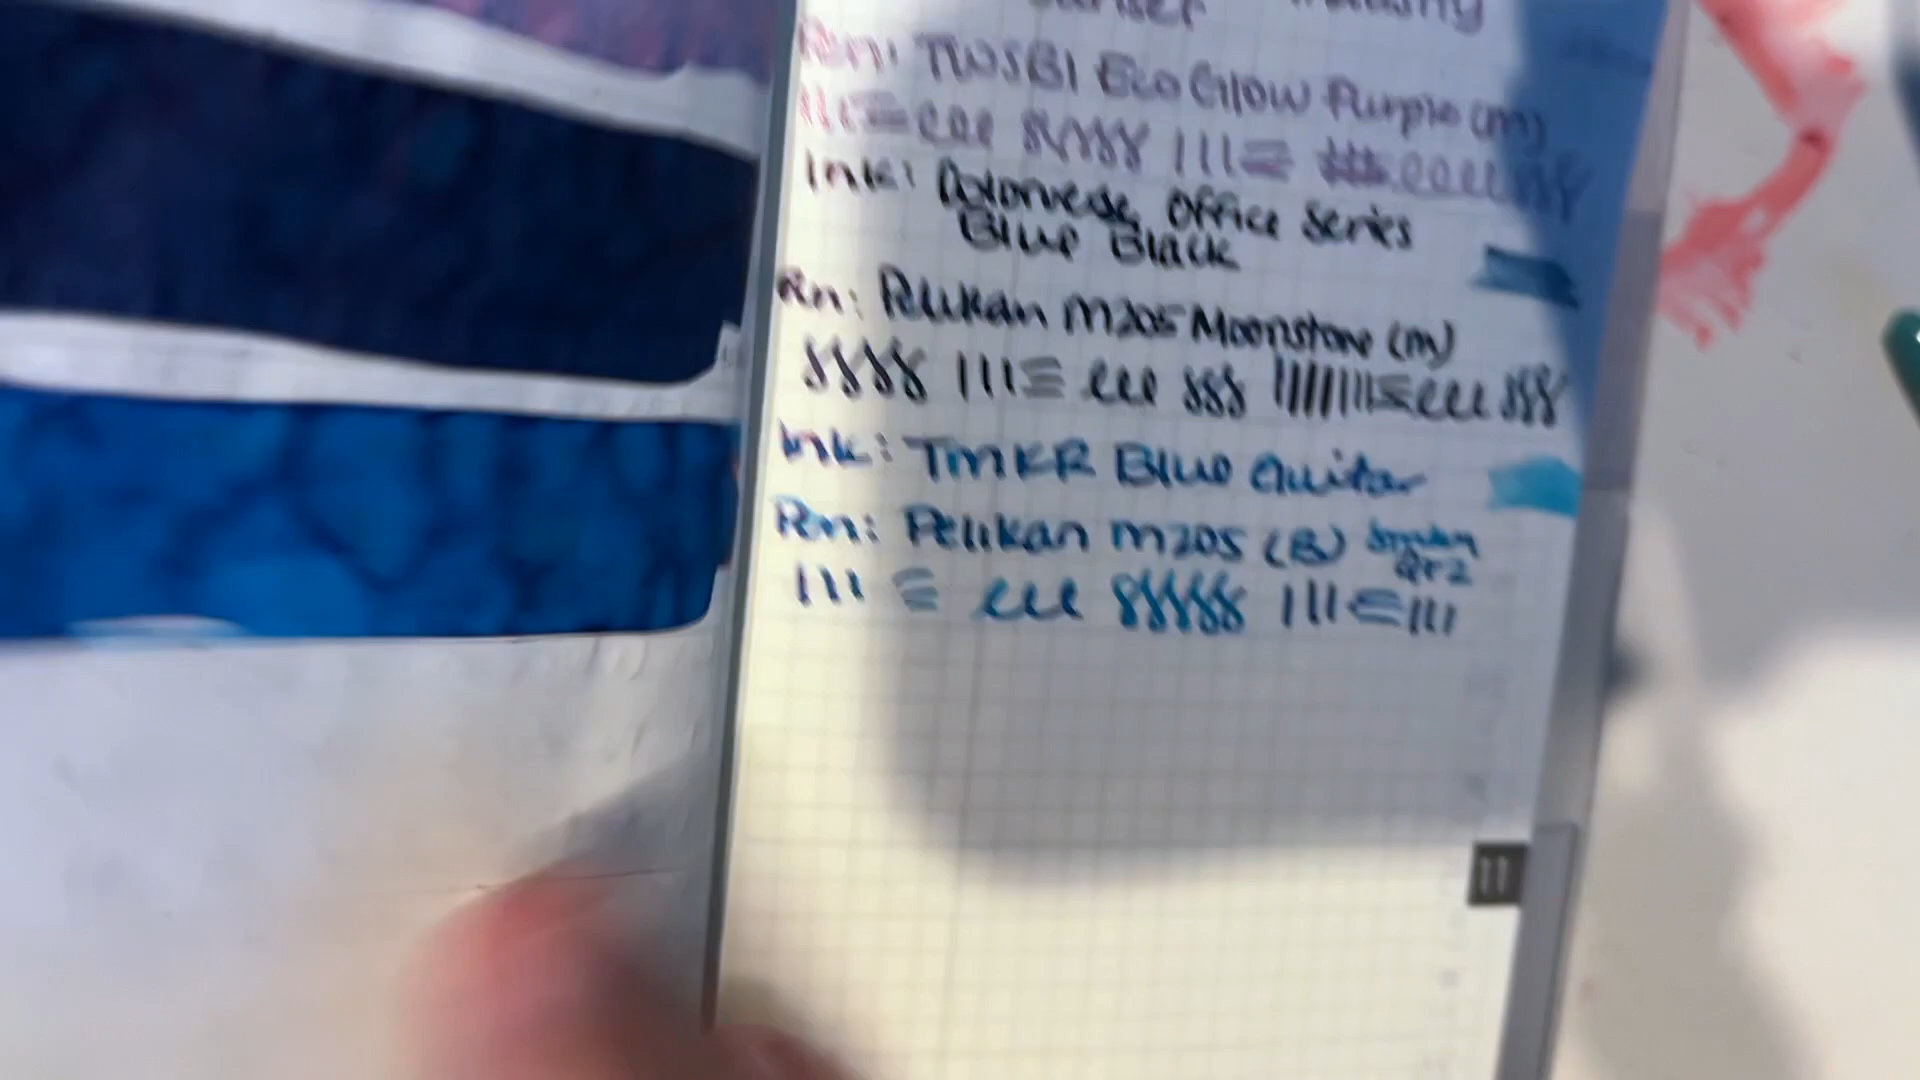 Pen: TWSBI Eco Glow Purple (m)
Ink: Colorverse Office Series
Blue Black
Pen: Pelikan M205 Moonstone (m)
Ink: TMKR Blue Guitar
Pen: Pelikan M205 (B)
11